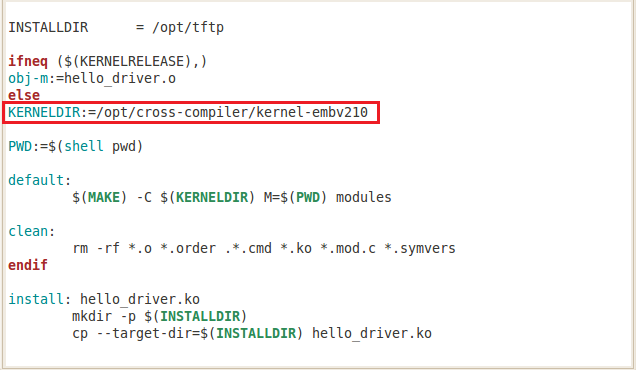 INSTALLDIR      = /opt/tftp
ifneq ($(KERNELRELEASE),)
obj-m:=hello_driver.o
else
KERNELDIR:=/opt/cross-compiler/kernel-embv210
PWD:=$(shell pwd)
default:
        $(MAKE) -C $(KERNELDIR) M=$(PWD) modules
clean:
        rm -rf *.o *.order .*.cmd *.ko *.mod.c *.symvers
endif
install: hello_driver.ko
        mkdir -p $(INSTALLDIR)
        cp --target-dir=$(INSTALLDIR) hello_driver.ko